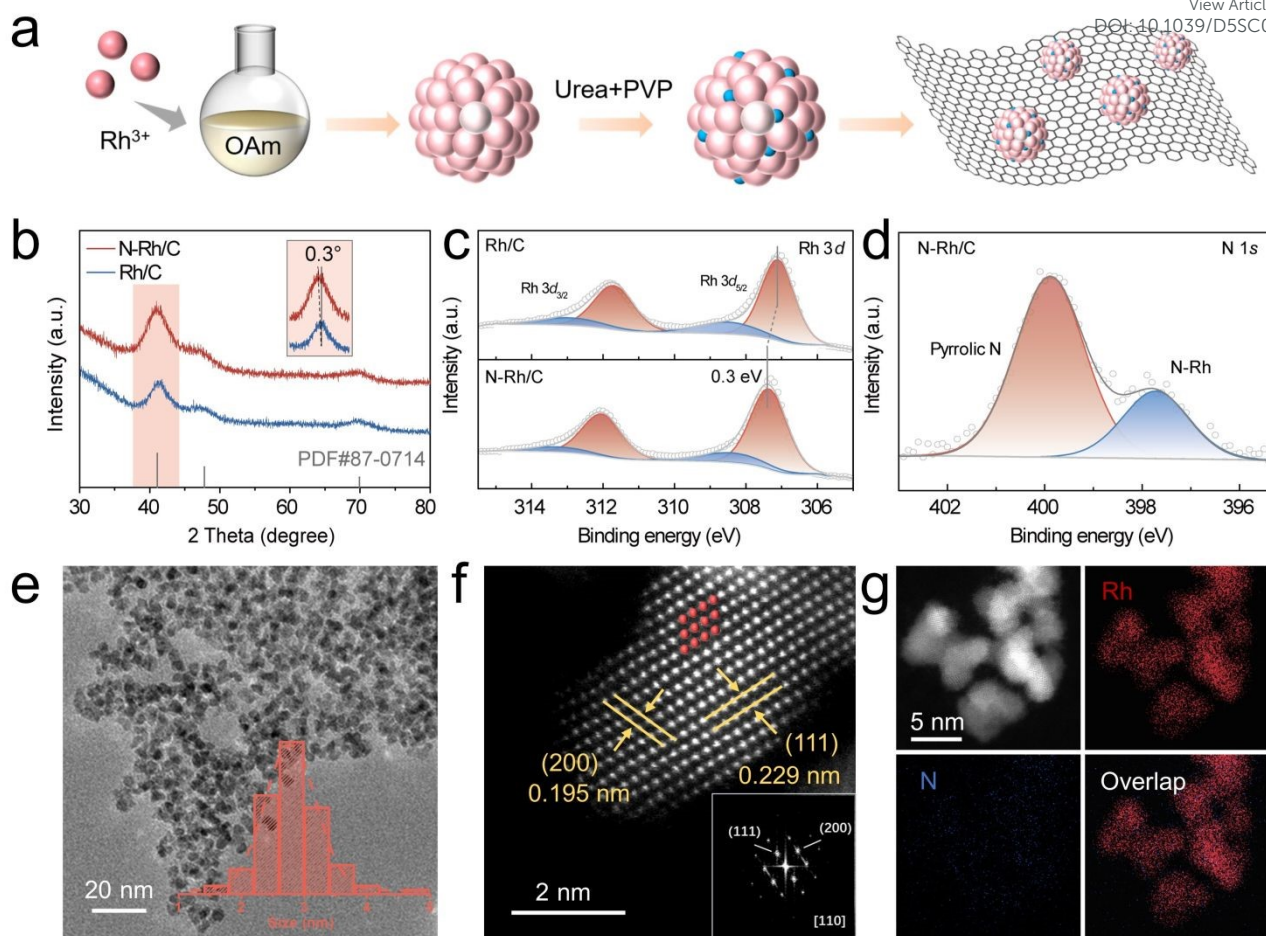 View Articl
DOI: 10.1039/D5SC0
a
Rh³⁺
OAm
Urea+PVP
b
N-Rh/C
Rh/C
0.3°
PDF#87-0714
Intensity (a.u.)
30 40 50 60 70 80
2 Theta (degree)
c
Rh/C
Rh 3d
Rh 3d₃/₂
Rh 3d₅/₂
N-Rh/C
0.3 eV
Intensity (a.u.)
314 312 310 308 306
Binding energy (eV)
d
N-Rh/C
N 1s
Pyrrolic N
N-Rh
Intensity (a.u.)
402 400 398 396
Binding energy (eV)
e
20 nm
Size (nm)
f
(200)
0.195 nm
(111)
0.229 nm
2 nm
(111)
(200)
[110]
g
5 nm
Rh
N
Overlap